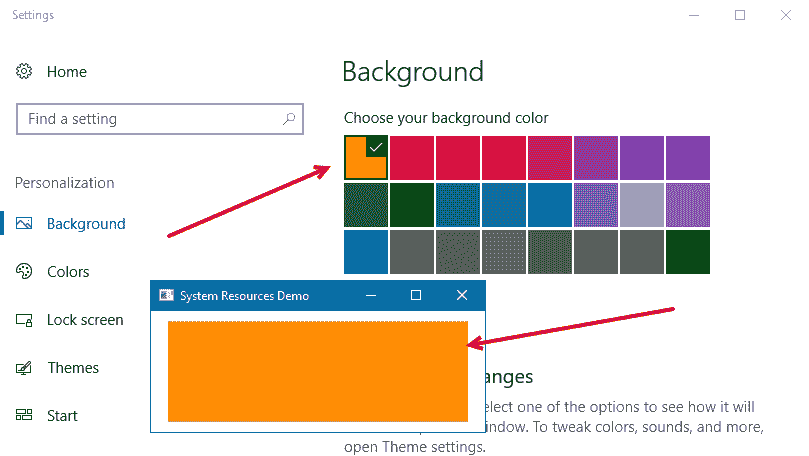 Settings
Home
Find a setting
Personalization
Background
Colors
Lock screen
Themes
Start
Background
Choose your background color
System Resources Demo
anges
elect one of the options to see how it will
indow. To tweak colors, sounds, and more,
open Theme settings.